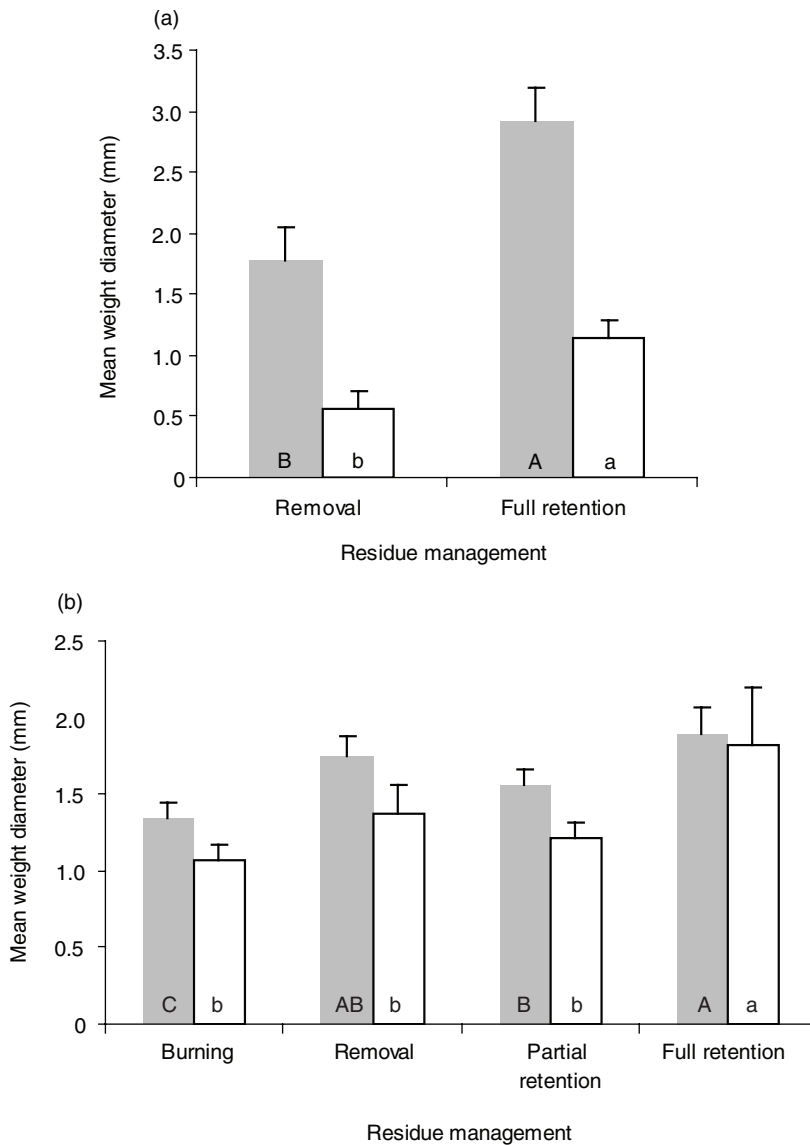 (a)
Mean weight diameter (mm)
3.5
3.0
2.5
2.0
1.5
1.0
0.5
0
B b A a
Removal Full retention
Residue management
(b)
Mean weight diameter (mm)
2.5
2.0
1.5
1.0
0.5
0
C b AB b B b A a
Burning Removal Partial Full retention
retention
Residue management